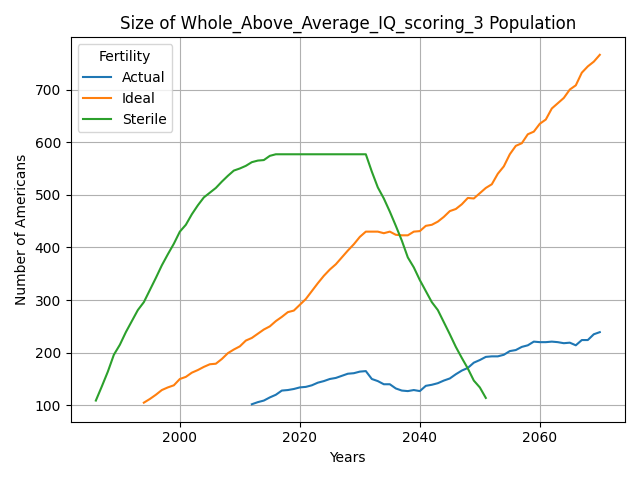 Size of Whole_Above_Average_IQ_scoring_3 Population
Fertility
Actual
Ideal
Sterile
Number of Americans
700
600
500
400
300
200
100
2000
2020
2040
2060
Years